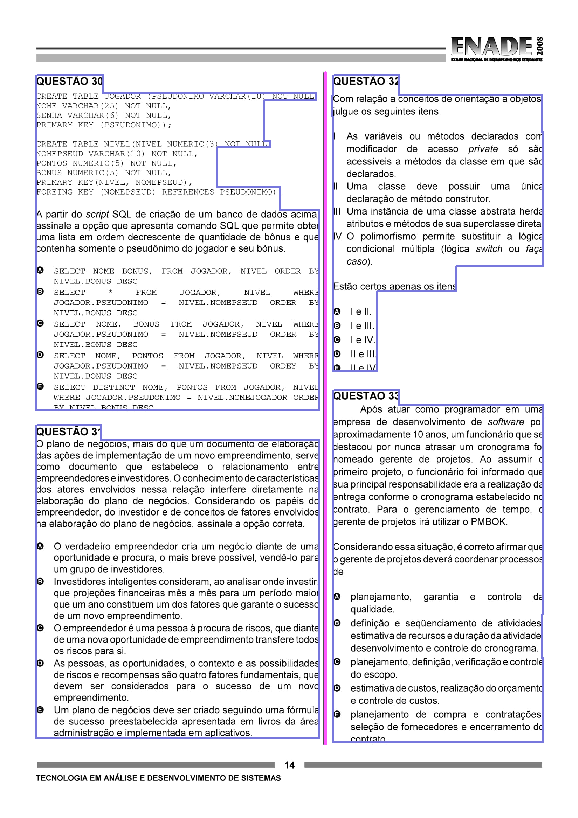 ENADE 2008
EXAME NACIONAL DE DESEMPENHO DOS ESTUDANTES
QUESTÃO 30
CREATE TABLE JOGADOR (PSEUDONIMO VARCHAR(10) NOT NULL,
NOME VARCHAR(25) NOT NULL,
SENHA VARCHAR(6) NOT NULL,
PRIMARY KEY (PSEUDONIMO));
CREATE TABLE NIVEL(NIVEL NUMERIC(3) NOT NULL,
NOMEPSEUD VARCHAR(10) NOT NULL,
PONTOS NUMERIC(5) NOT NULL,
BONUS NUMERIC(5) NOT NULL,
PRIMARY KEY(NIVEL, NOMEPSEUD),
FOREING KEY (NOMEPSEUD) REFERENCES PSEUDONIMO)
A partir do script SQL de criação de um banco de dados acima,
assinale a opção que apresenta comando SQL que permite obter
uma lista em ordem decrescente de quantidade de bônus e que
contenha somente o pseudônimo do jogador e seu bônus.
A SELECT NOME BONUS, FROM JOGADOR, NIVEL ORDER BY
NIVEL.BONUS DESC
B SELECT * FROM JOGADOR, NIVEL WHERE
JOGADOR.PSEUDONIMO = NIVEL.NOMEPSEUD ORDER BY
NIVEL.BONUS DESC
C SELECT NOME, BONUS FROM JOGADOR, NIVEL WHERE
JOGADOR.PSEUDONIMO = NIVEL.NOMEPSEUD ORDER BY
NIVEL.BONUS DESC
D SELECT NOME, PONTOS FROM JOGADOR, NIVEL WHERE
JOGADOR.PSEUDONIMO = NIVEL.NOMEPSEUD ORDEY BY
NIVEL.BONUS DESC
E SELECT DISTINCT NOME, PONTOS FROM JOGADOR, NIVEL
WHERE JOGADOR.PSEUDONIMO = NIVEL.NOMEJOGADOR ORDER
BY NIVEL BONUS DESC
QUESTÃO 31
O plano de negócios, mais do que um documento de elaboração
das ações de implementação de um novo empreendimento, serve
como documento que estabelece o relacionamento entre
empreendedores e investidores. O conhecimento de características
dos atores envolvidos nessa relação interfere diretamente na
elaboração do plano de negócios. Considerando os papéis do
empreendedor, do investidor e de conceitos de fatores envolvidos
na elaboração do plano de negócios, assinale a opção correta.
A O verdadeiro empreendedor cria um negócio diante de uma
oportunidade e procura, o mais breve possível, vendê-lo para
um grupo de investidores.
B Investidores inteligentes consideram, ao analisar onde investir,
que projeções financeiras mês a mês para um período maior
que um ano constituem um dos fatores que garante o sucesso
de um novo empreendimento.
C O empreendedor é uma pessoa à procura de riscos, que diante
de uma nova oportunidade de empreendimento transfere todos
os riscos para si.
D As pessoas, as oportunidades, o contexto e as possibilidades
de riscos e recompensas são quatro fatores fundamentais, que
devem ser considerados para o sucesso de um novo
empreendimento.
E Um plano de negócios deve ser criado seguindo uma fórmula
de sucesso preestabelecida apresentada em livros da área
administração e implementada em aplicativos.
QUESTÃO 32
Com relação a conceitos de orientação a objetos,
julgue os seguintes itens
I As variáveis ou métodos declarados com
modificador de acesso private só são
acessíveis a métodos da classe em que são
declarados.
II Uma classe deve possuir uma única
declaração de método construtor.
III Uma instância de uma classe abstrata herda
atributos e métodos de sua superclasse direta.
IV O polimorfismo permite substituir a lógica
condicional múltipla (lógica switch ou faça
caso).
Estão certos apenas os itens
A I e II.
B I e III.
C I e IV.
D II e III.
E II e IV.
QUESTÃO 33
Após atuar como programador em uma
empresa de desenvolvimento de software por
aproximadamente 10 anos, um funcionário que se
destacou por nunca atrasar um cronograma foi
nomeado gerente de projetos. Ao assumir o
primeiro projeto, o funcionário foi informado que
sua principal responsabilidade era a realização da
entrega conforme o cronograma estabelecido no
contrato. Para o gerenciamento de tempo, o
gerente de projetos irá utilizar o PMBOK.
Considerando essa situação, é correto afirmar que
o gerente de projetos deverá coordenar processos
de
A planejamento, garantia e controle da
qualidade.
B definição e seqüenciamento de atividades,
estimativa de recursos e duração da atividade,
desenvolvimento e controle do cronograma.
C planejamento, definição, verificação e controle
do escopo.
D estimativa de custos, realização do orçamento
e controle de custos.
E planejamento de compra e contratações,
seleção de fornecedores e encerramento do
contrato
14
TECNOLOGIA EM ANÁLISE E DESENVOLVIMENTO DE SISTEMAS